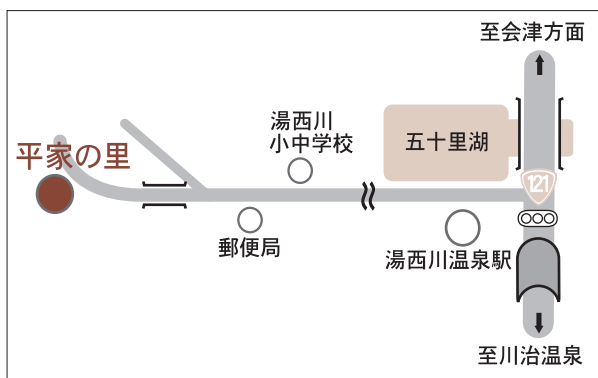 至会津方面
湯西川
小中学校
五十里湖
平家の里
121
郵便局
湯西川温泉駅
至川治温泉